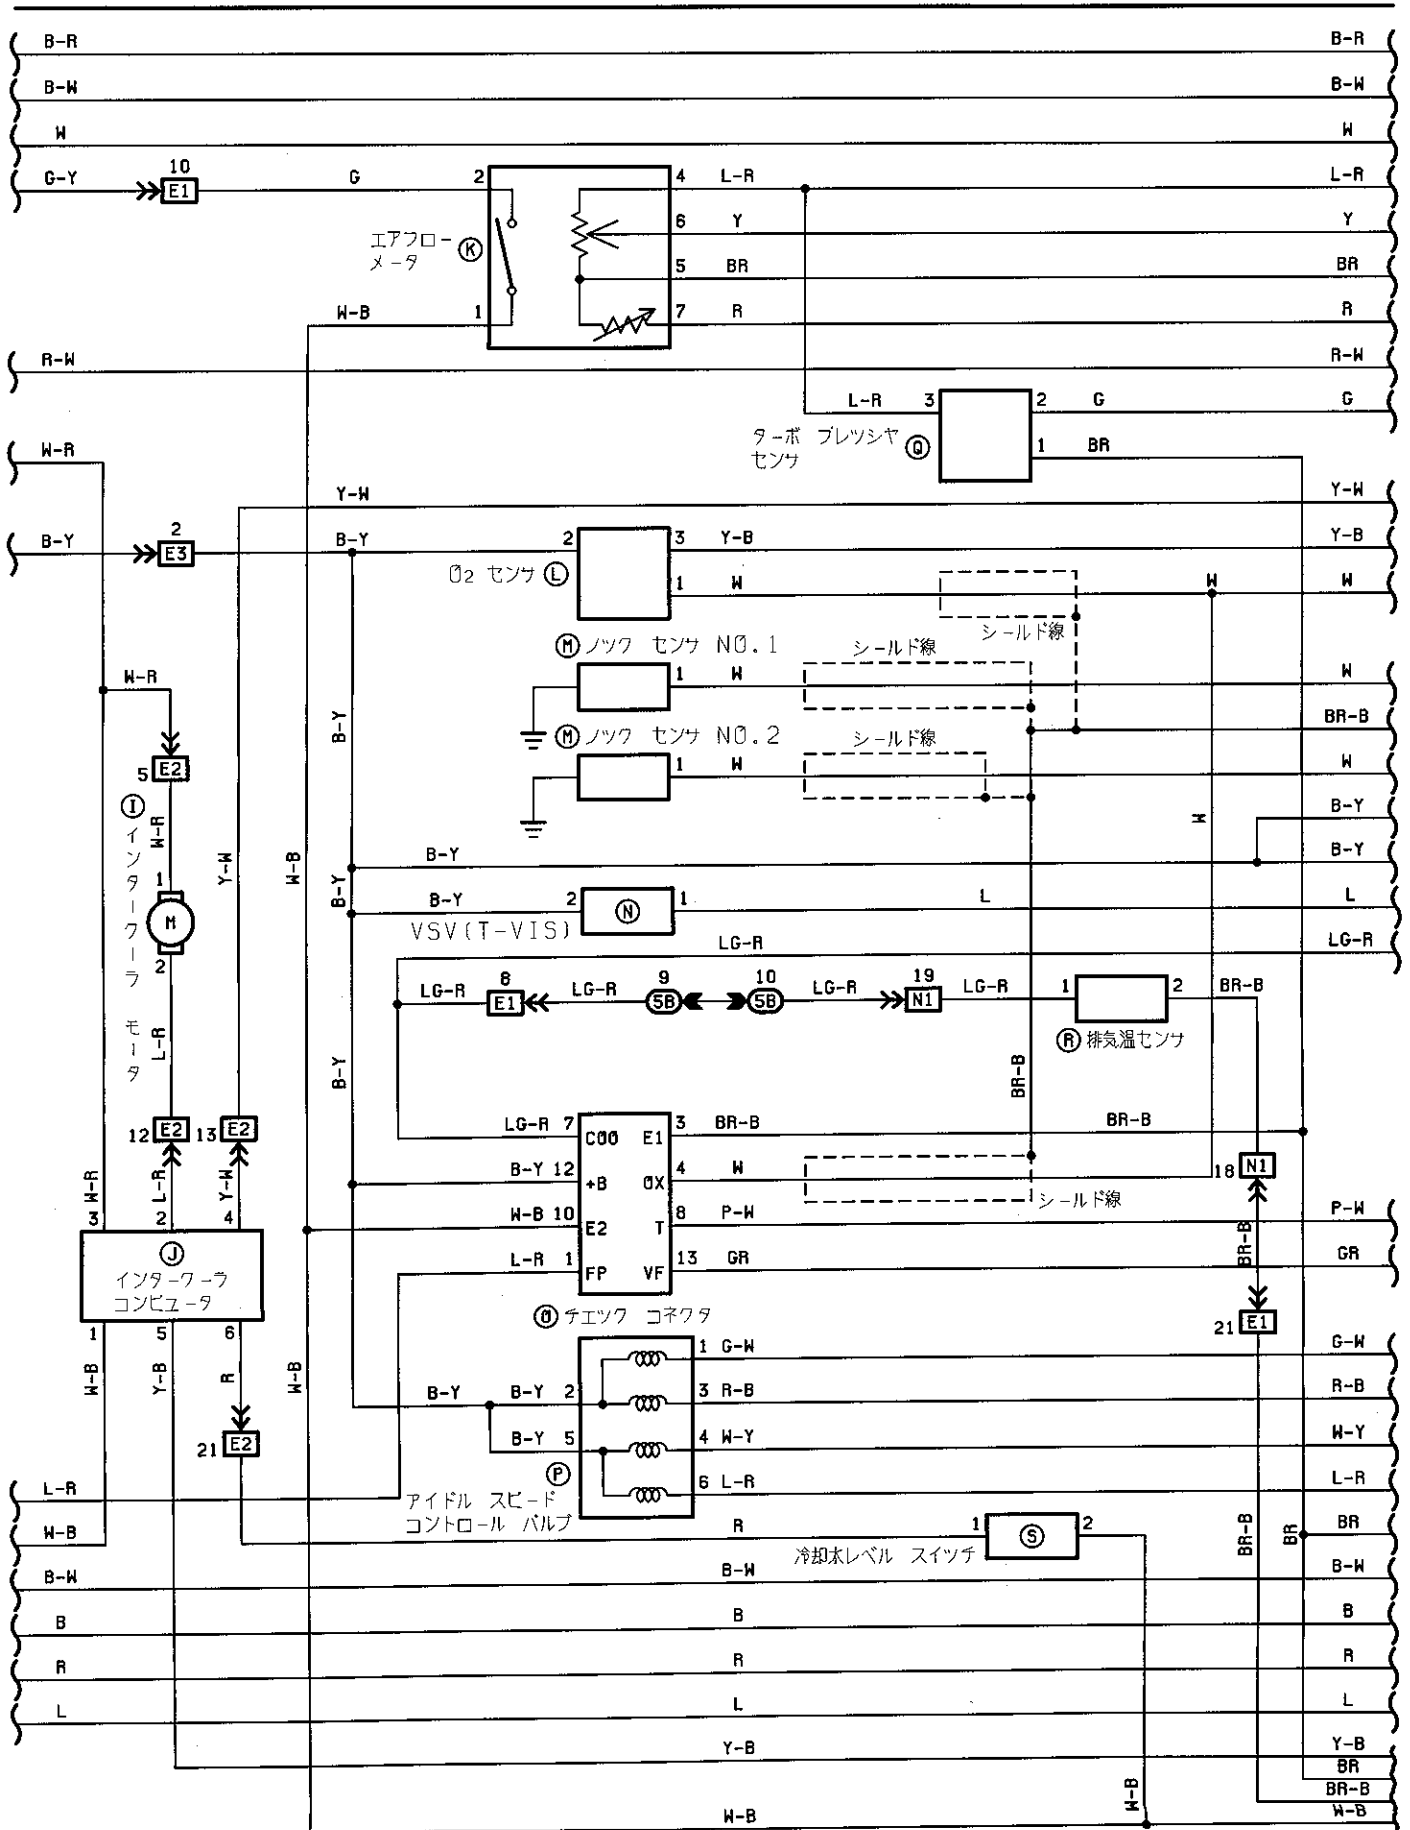 B-R B-R
B-W B-W
W W
G-Y 10 E1 G 2 4 L-R L-R
エアフロー メータ K
6 Y Y
5 BR BR
W-B 1 7 R R
R-W R-W
L-R 3 2 G G
ターボ プレッシャ センサ Q
1 BR
W-R
Y-W Y-W
B-Y 2 E3 B-Y 2 3 Y-B Y-B
O2 センサ L
1 W W W
シールド線
M ノック センサ NO.1 シールド線
W-R 1 W W
B-Y
BR-B
M ノック センサ NO.2 シールド線
5 E2 1 W W
I インタークーラ モータ
W-R W B-Y
Y-W W-B B-Y B-Y
1 M 2
B-Y B-Y 2 N 1 L L
VSV(T-VIS)
LG-R LG-R
LG-R 8 E1 LG-R 9 5B 10 5B LG-R 19 N1 LG-R 1 2 BR-B
R 排気温センサ
L-R B-Y BR-B
12 E2 13 E2
LG-R 7 COO E1 3 BR-B BR-B
B-Y 12 +B OX 4 W
18 N1
シールド線
W-R L-R Y-W
3 2 4
W-B 10 E2 T 8 P-W P-W
L-R 1 FP VF 13 GR BR-B GR
J インタークーラ コンピュータ
O チェック コネクタ
21 E1
1 5 6
1 G-W G-W
W-B Y-B R W-B
B-Y B-Y 2 3 R-B R-B
21 E2
B-Y 5 4 W-Y W-Y
P
L-R 6 L-R L-R
アイドル スピード
コントロール バルブ
W-B R 1 S 2 BR-B BR BR
冷却水レベル スイッチ
B-W B-W B-W
B B B
R R R
L L L
Y-B Y-B
BR
W-B BR-B
W-B W-B